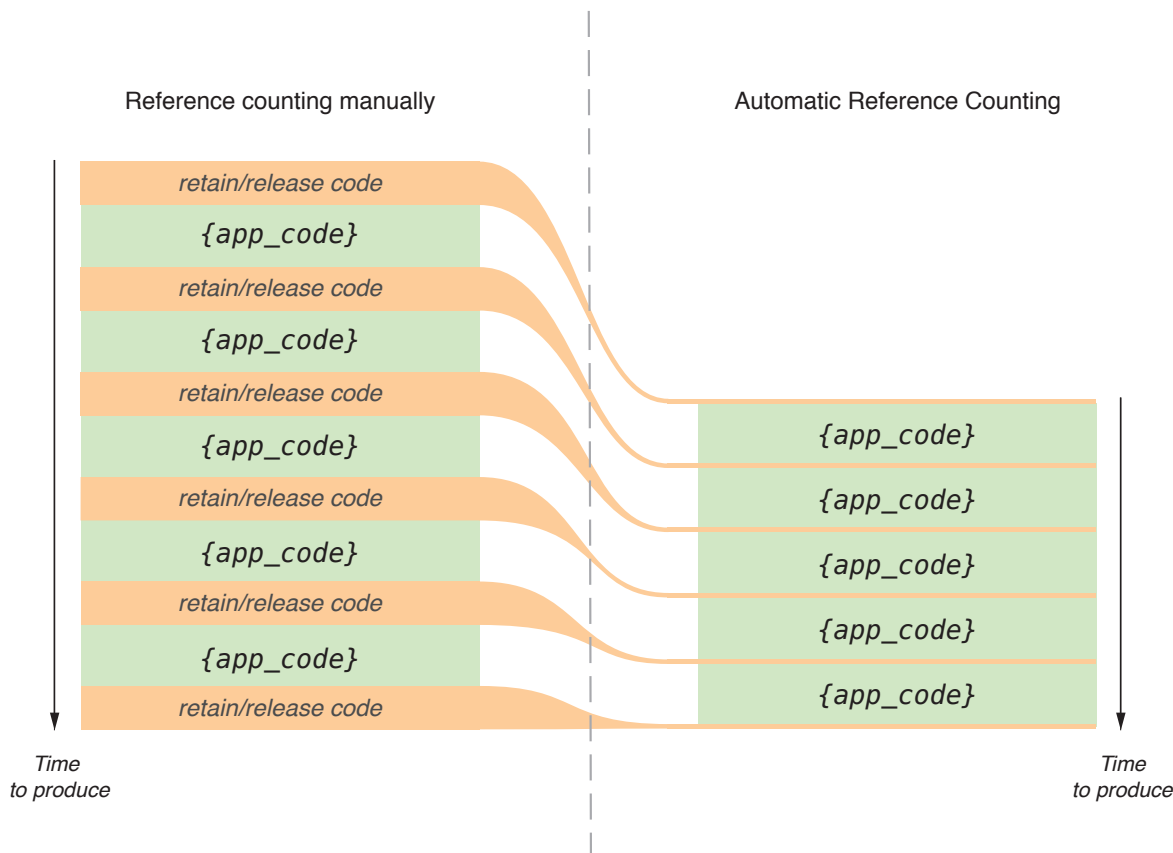 Reference counting manually
Automatic Reference Counting
retain/release code
{app_code}
retain/release code
{app_code}
retain/release code
{app_code}
retain/release code
{app_code}
retain/release code
{app_code}
retain/release code
Time
to produce
{app_code}
{app_code}
{app_code}
{app_code}
{app_code}
Time
to produce